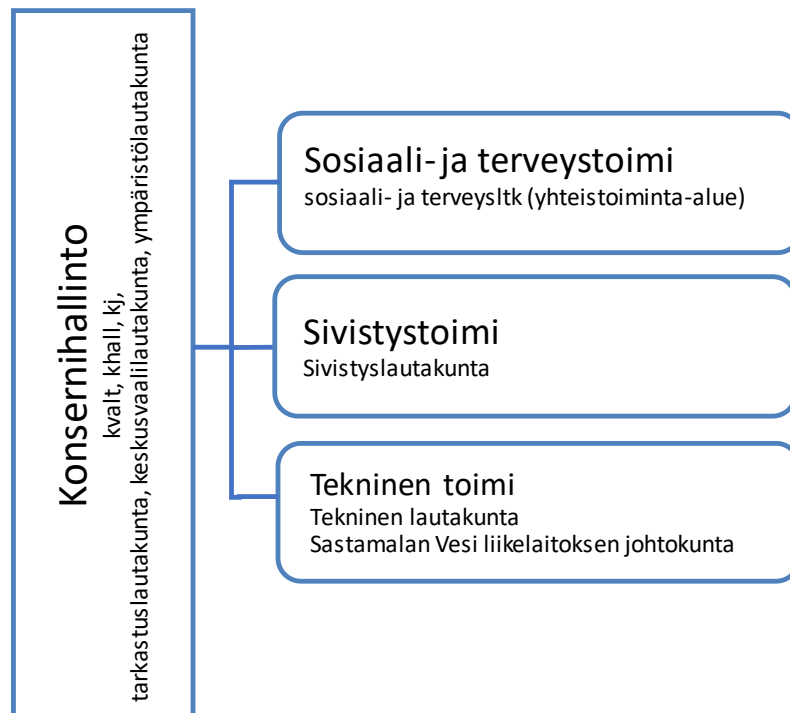 Konsernihallinto
kvalt, khall, kj,
tarkastuslautakunta, keskusvaalilautakunta, ympäristölautakunta
Sosiaali- ja terveystoimi
sosiaali- ja terveysltk (yhteistoiminta-alue)
Sivistystoimi
Sivistyslautakunta
Tekninen toimi
Tekninen lautakunta
Sastamalan Vesi liikelaitoksen johtokunta